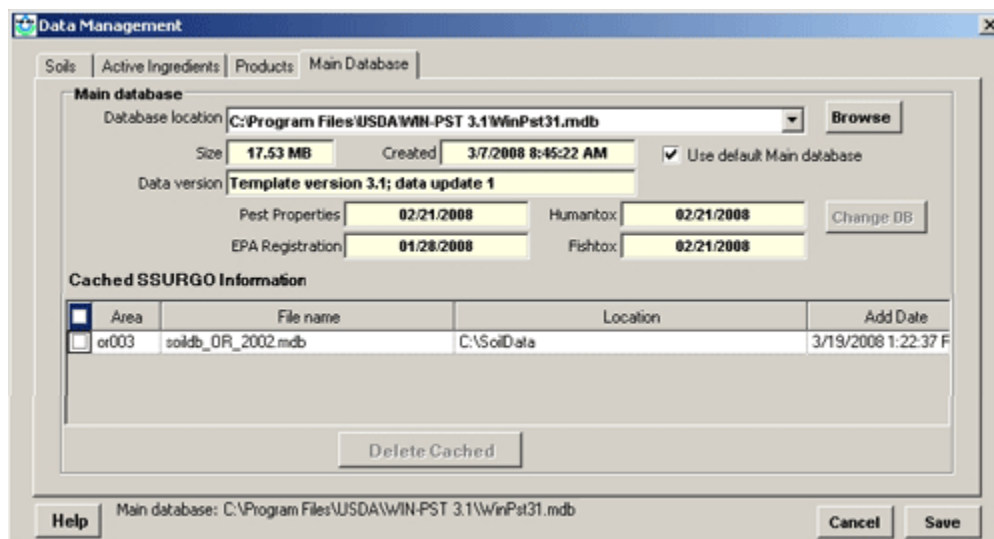 Data Management
Soils Active Ingredients Products Main Database
Main database
Database location C:\Program Files\USDA\WIN-PST 3.1\WinPst31.mdb Browse
Size 17.53 MB Created 3/7/2008 8:45:22 AM Use default Main database
Data version Template version 3.1; data update 1
Pest Properties 02/21/2008 Humantox 02/21/2008 Change DB
EPA Registration 01/28/2008 Fishtox 02/21/2008
Cached SSURGO Information
Area File name Location Add Date
or003 soildb_OR_2002.mdb C:\SoilData 3/19/2008 1:22:37 F
Delete Cached
Help Main database: C:\Program Files\USDA\WIN-PST 3.1\WinPst31.mdb Cancel Save